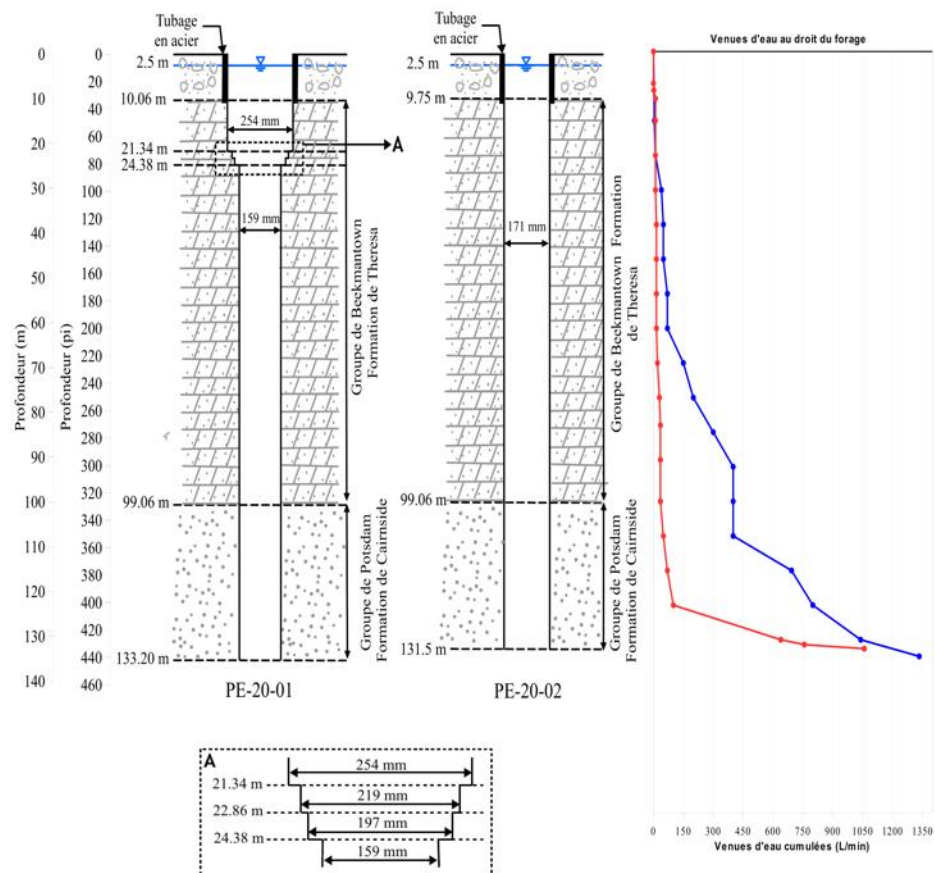 Tubage
en acier
Tubage
en acier
Venues d'eau au droit du forage
Profondeur (m)
0
10
20
30
40
50
60
70
80
90
100
110
120
130
140
Profondeur (pi)
0
20
40
60
80
100
120
140
160
180
200
220
240
260
280
300
320
340
360
380
400
420
440
460
2.5 m
10.06 m
254 mm
A
21.34 m
24.38 m
159 mm
Groupe de Beekmantown
Formation de Theresa
99.06 m
Groupe de Potsdam
Formation de Cairnside
133.20 m
PE-20-01
2.5 m
9.75 m
171 mm
Groupe de Beekmantown Formation
de Theresa
99.06 m
Groupe de Potsdam
Formation de Cairnside
131.5 m
PE-20-02
0 150 300 450 600 750 900 1050 1200 1350
Venues d'eau cumulées (L/min)
A
254 mm
21.34 m
219 mm
22.86 m
197 mm
24.38 m
159 mm